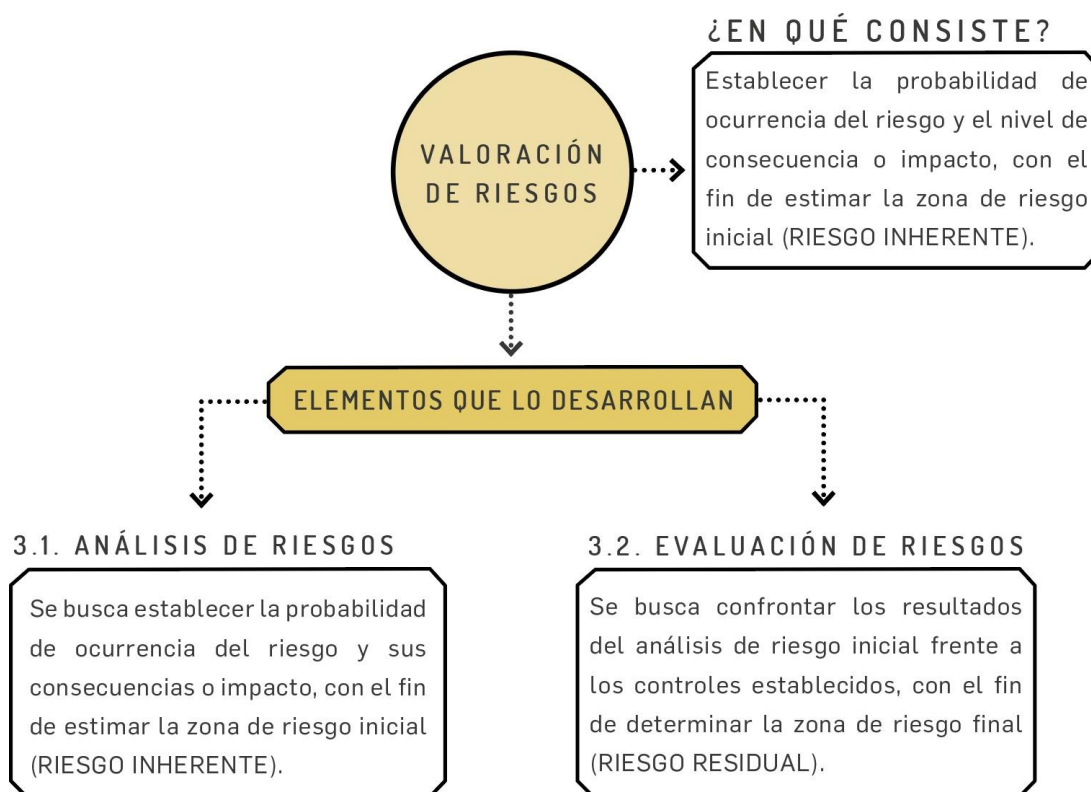 ¿EN QUÉ CONSISTE?
Establecer la probabilidad de
ocurrencia del riesgo y el nivel de
consecuencia o impacto, con el
fin de estimar la zona de riesgo
inicial (RIESGO INHERENTE).
VALORACIÓN
DE RIESGOS
ELEMENTOS QUE LO DESARROLLAN
3.1. ANÁLISIS DE RIESGOS
Se busca establecer la probabilidad
de ocurrencia del riesgo y sus
consecuencias o impacto, con el fin
de estimar la zona de riesgo inicial
(RIESGO INHERENTE).
3.2. EVALUACIÓN DE RIESGOS
Se busca confrontar los resultados
del análisis de riesgo inicial frente a
los controles establecidos, con el fin
de determinar la zona de riesgo final
(RIESGO RESIDUAL).